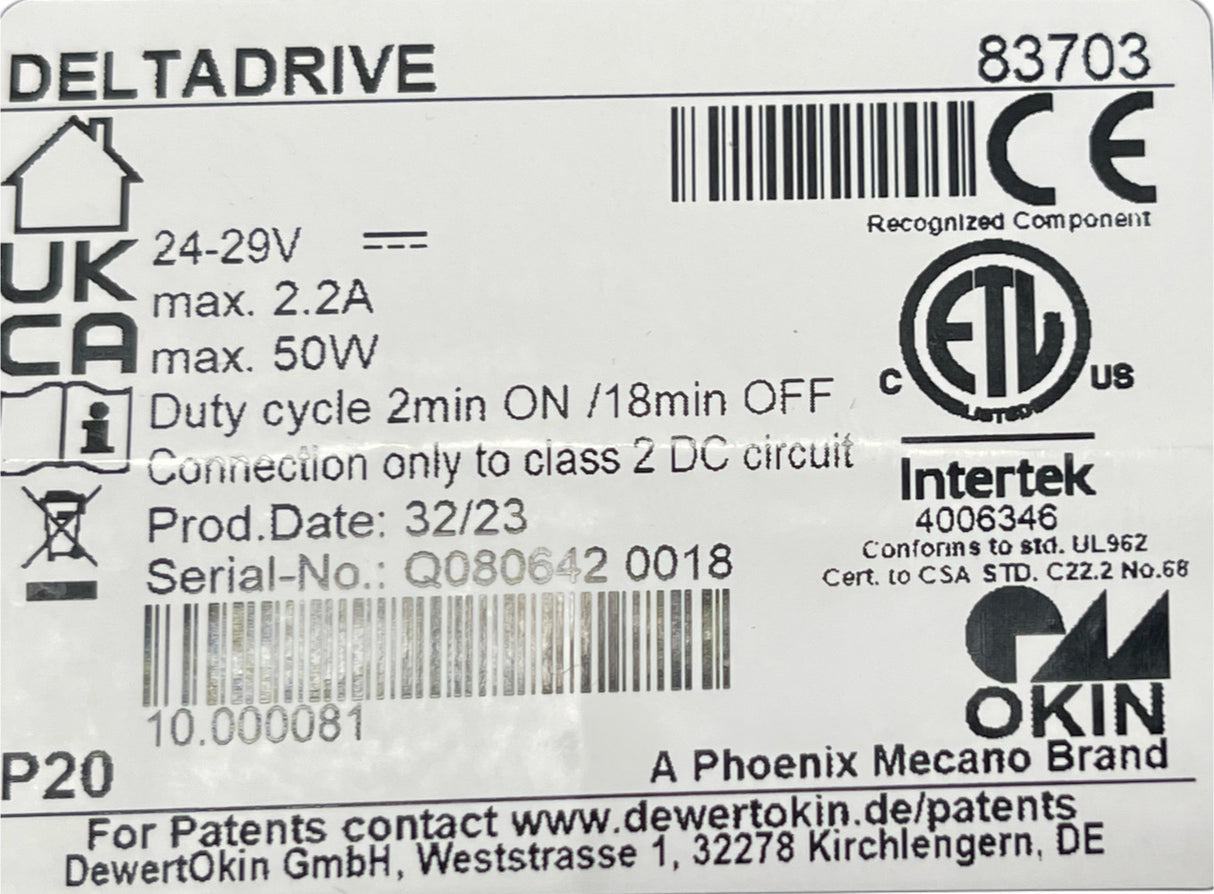 DELTADRIVE 83703
CE
Recognized Component
UK
CA
24-29V
max. 2.2A
max. 50W
Duty cycle 2min ON /18min OFF
Connection only to class 2 DC circuit
Prod.Date: 32/23
Serial-No.: Q080642 0018
10.000081
ETL
C US
LISTED
Intertek
4006346
Conforms to std. UL962
Cert. to CSA STD. C22.2 No.68
OKIN
A Phoenix Mecano Brand
P20
For Patents contact www.dewertokin.de/patents
DewertOkin GmbH, Weststrasse 1, 32278 Kirchlengern, DE